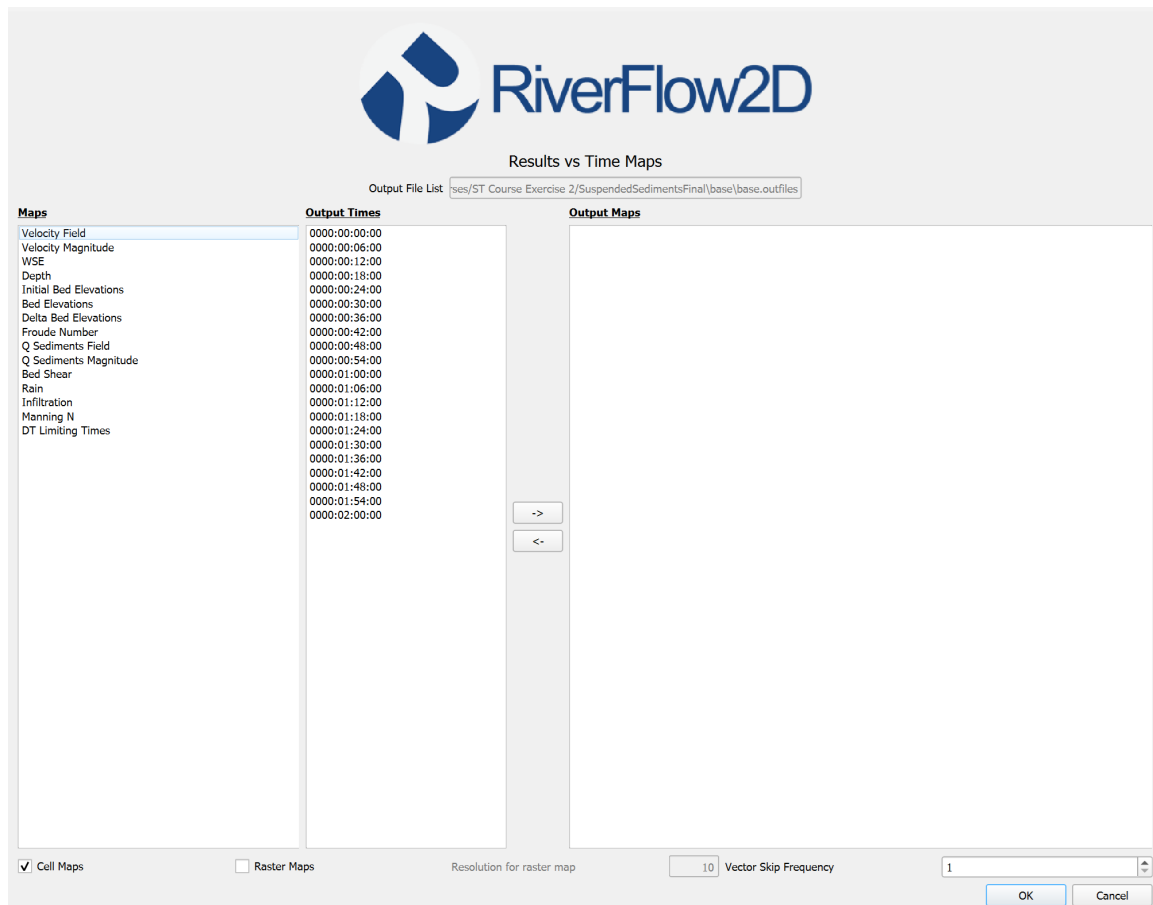 RiverFlow2D
Results vs Time Maps
Output File List rses/ST Course Exercise 2/SuspendedSedimentsFinal\base\base.outfiles
Maps
Velocity Field
Velocity Magnitude
WSE
Depth
Initial Bed Elevations
Bed Elevations
Delta Bed Elevations
Froude Number
Q Sediments Field
Q Sediments Magnitude
Bed Shear
Rain
Infiltration
Manning N
DT Limiting Times
Output Times
0000:00:00:00
0000:00:06:00
0000:00:12:00
0000:00:18:00
0000:00:24:00
0000:00:30:00
0000:00:36:00
0000:00:42:00
0000:00:48:00
0000:00:54:00
0000:01:00:00
0000:01:06:00
0000:01:12:00
0000:01:18:00
0000:01:24:00
0000:01:30:00
0000:01:36:00
0000:01:42:00
0000:01:48:00
0000:01:54:00
0000:02:00:00
->
<-
Output Maps
Cell Maps Raster Maps Resolution for raster map 10 Vector Skip Frequency 1
OK Cancel